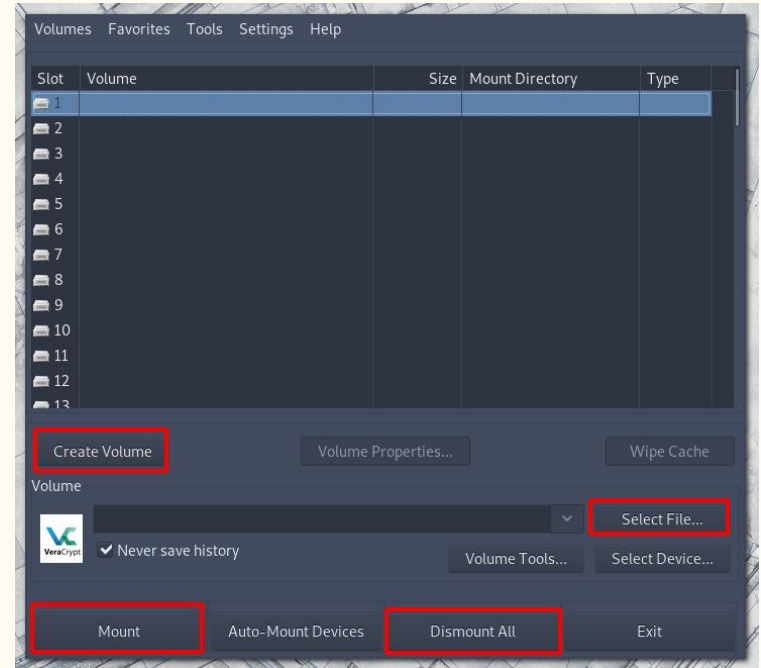 Volumes Favorites Tools Settings Help
Slot Volume Size Mount Directory Type
1
2
3
4
5
6
7
8
9
10
11
12
13
Create Volume Volume Properties... Wipe Cache
Volume
Select File...
VeraCrypt
Never save history
Volume Tools... Select Device...
Mount Auto-Mount Devices Dismount All Exit